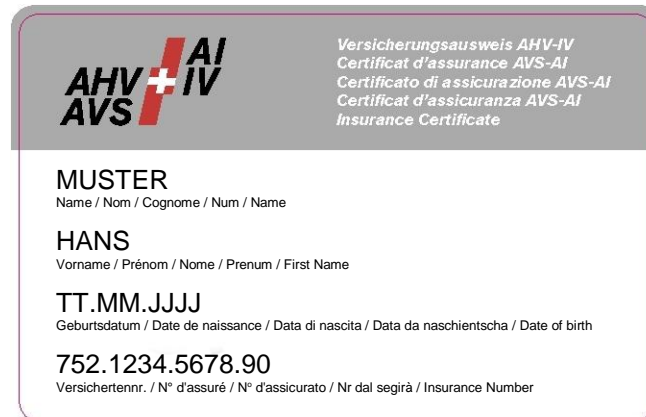 AHV AI
AVS IV
Versicherungsausweis AHV-IV
Certificat d'assurance AVS-AI
Certificato di assicurazione AVS-AI
Certificat d'assicuranza AVS-AI
Insurance Certificate
MUSTER
Name / Nom / Cognome / Num / Name
HANS
Vorname / Prénom / Nome / Prenum / First Name
TT.MM.JJJJ
Geburtsdatum / Date de naissance / Data di nascita / Data da naschientscha / Date of birth
752.1234.5678.90
Versichertennr. / N° d'assuré / N° d'assicurato / Nr dal segirà / Insurance Number